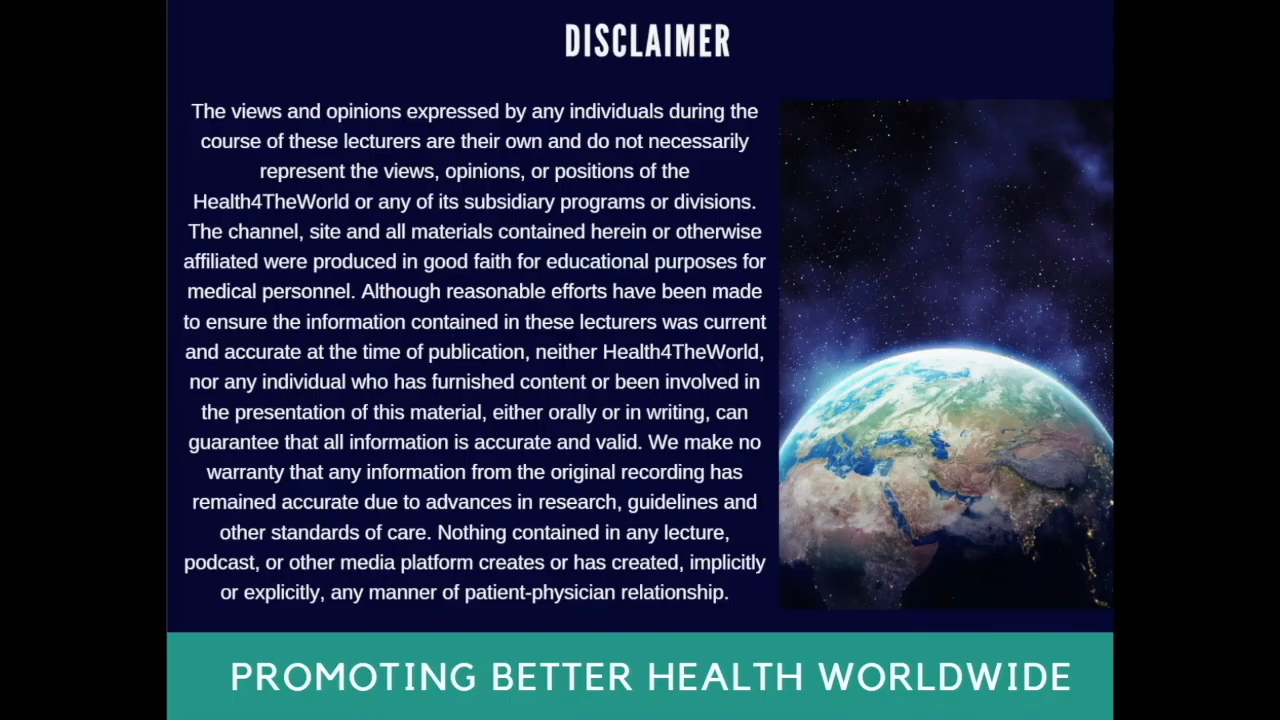 DISCLAIMER
The views and opinions expressed by any individuals during the
course of these lecturers are their own and do not necessarily
represent the views, opinions, or positions of the
Health4TheWorld or any of its subsidiary programs or divisions.
The channel, site and all materials contained herein or otherwise
affiliated were produced in good faith for educational purposes for
medical personnel. Although reasonable efforts have been made
to ensure the information contained in these lecturers was current
and accurate at the time of publication, neither Health4TheWorld,
nor any individual who has furnished content or been involved in
the presentation of this material, either orally or in writing, can
guarantee that all information is accurate and valid. We make no
warranty that any information from the original recording has
remained accurate due to advances in research, guidelines and
other standards of care. Nothing contained in any lecture,
podcast, or other media platform creates or has created, implicitly
or explicitly, any manner of patient-physician relationship.
PROMOTING BETTER HEALTH WORLDWIDE